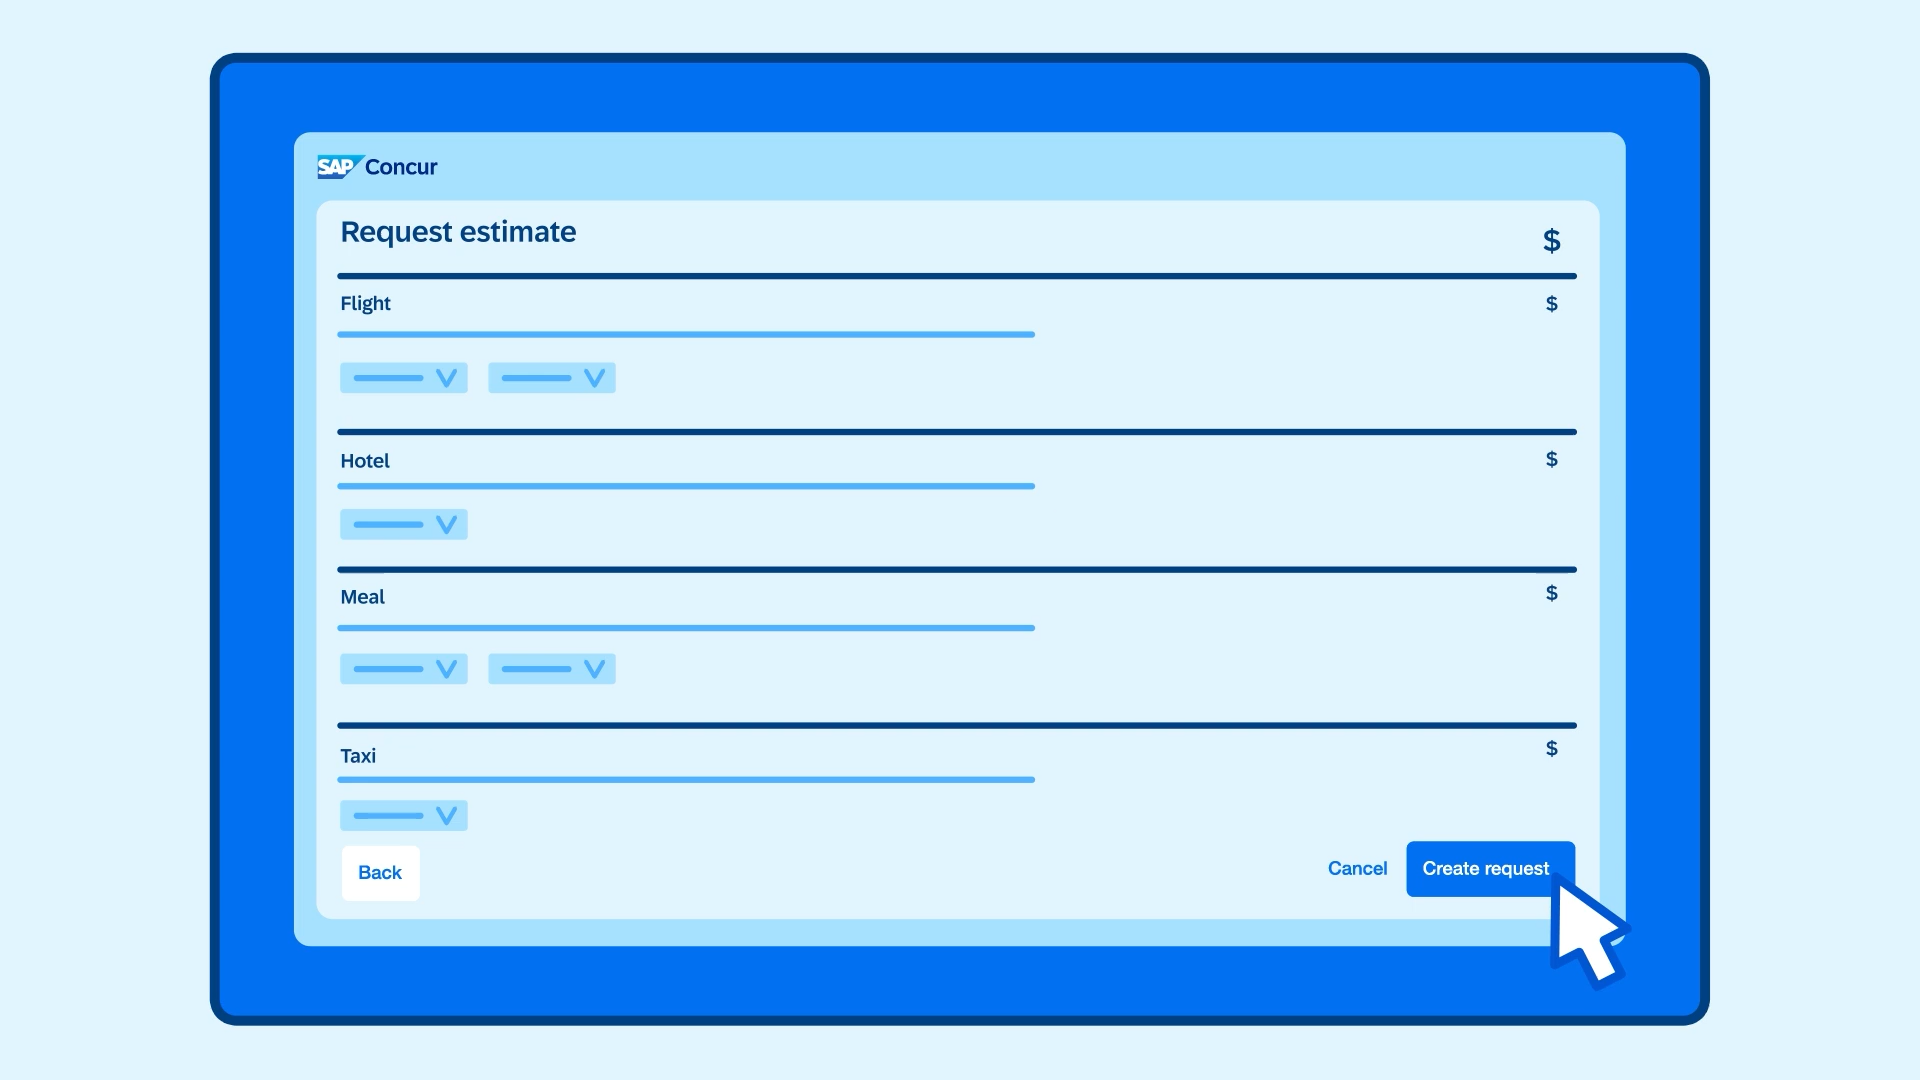 SAP Concur
Request estimate $
Flight $
Hotel $
Meal $
Taxi $
Back Cancel Create request